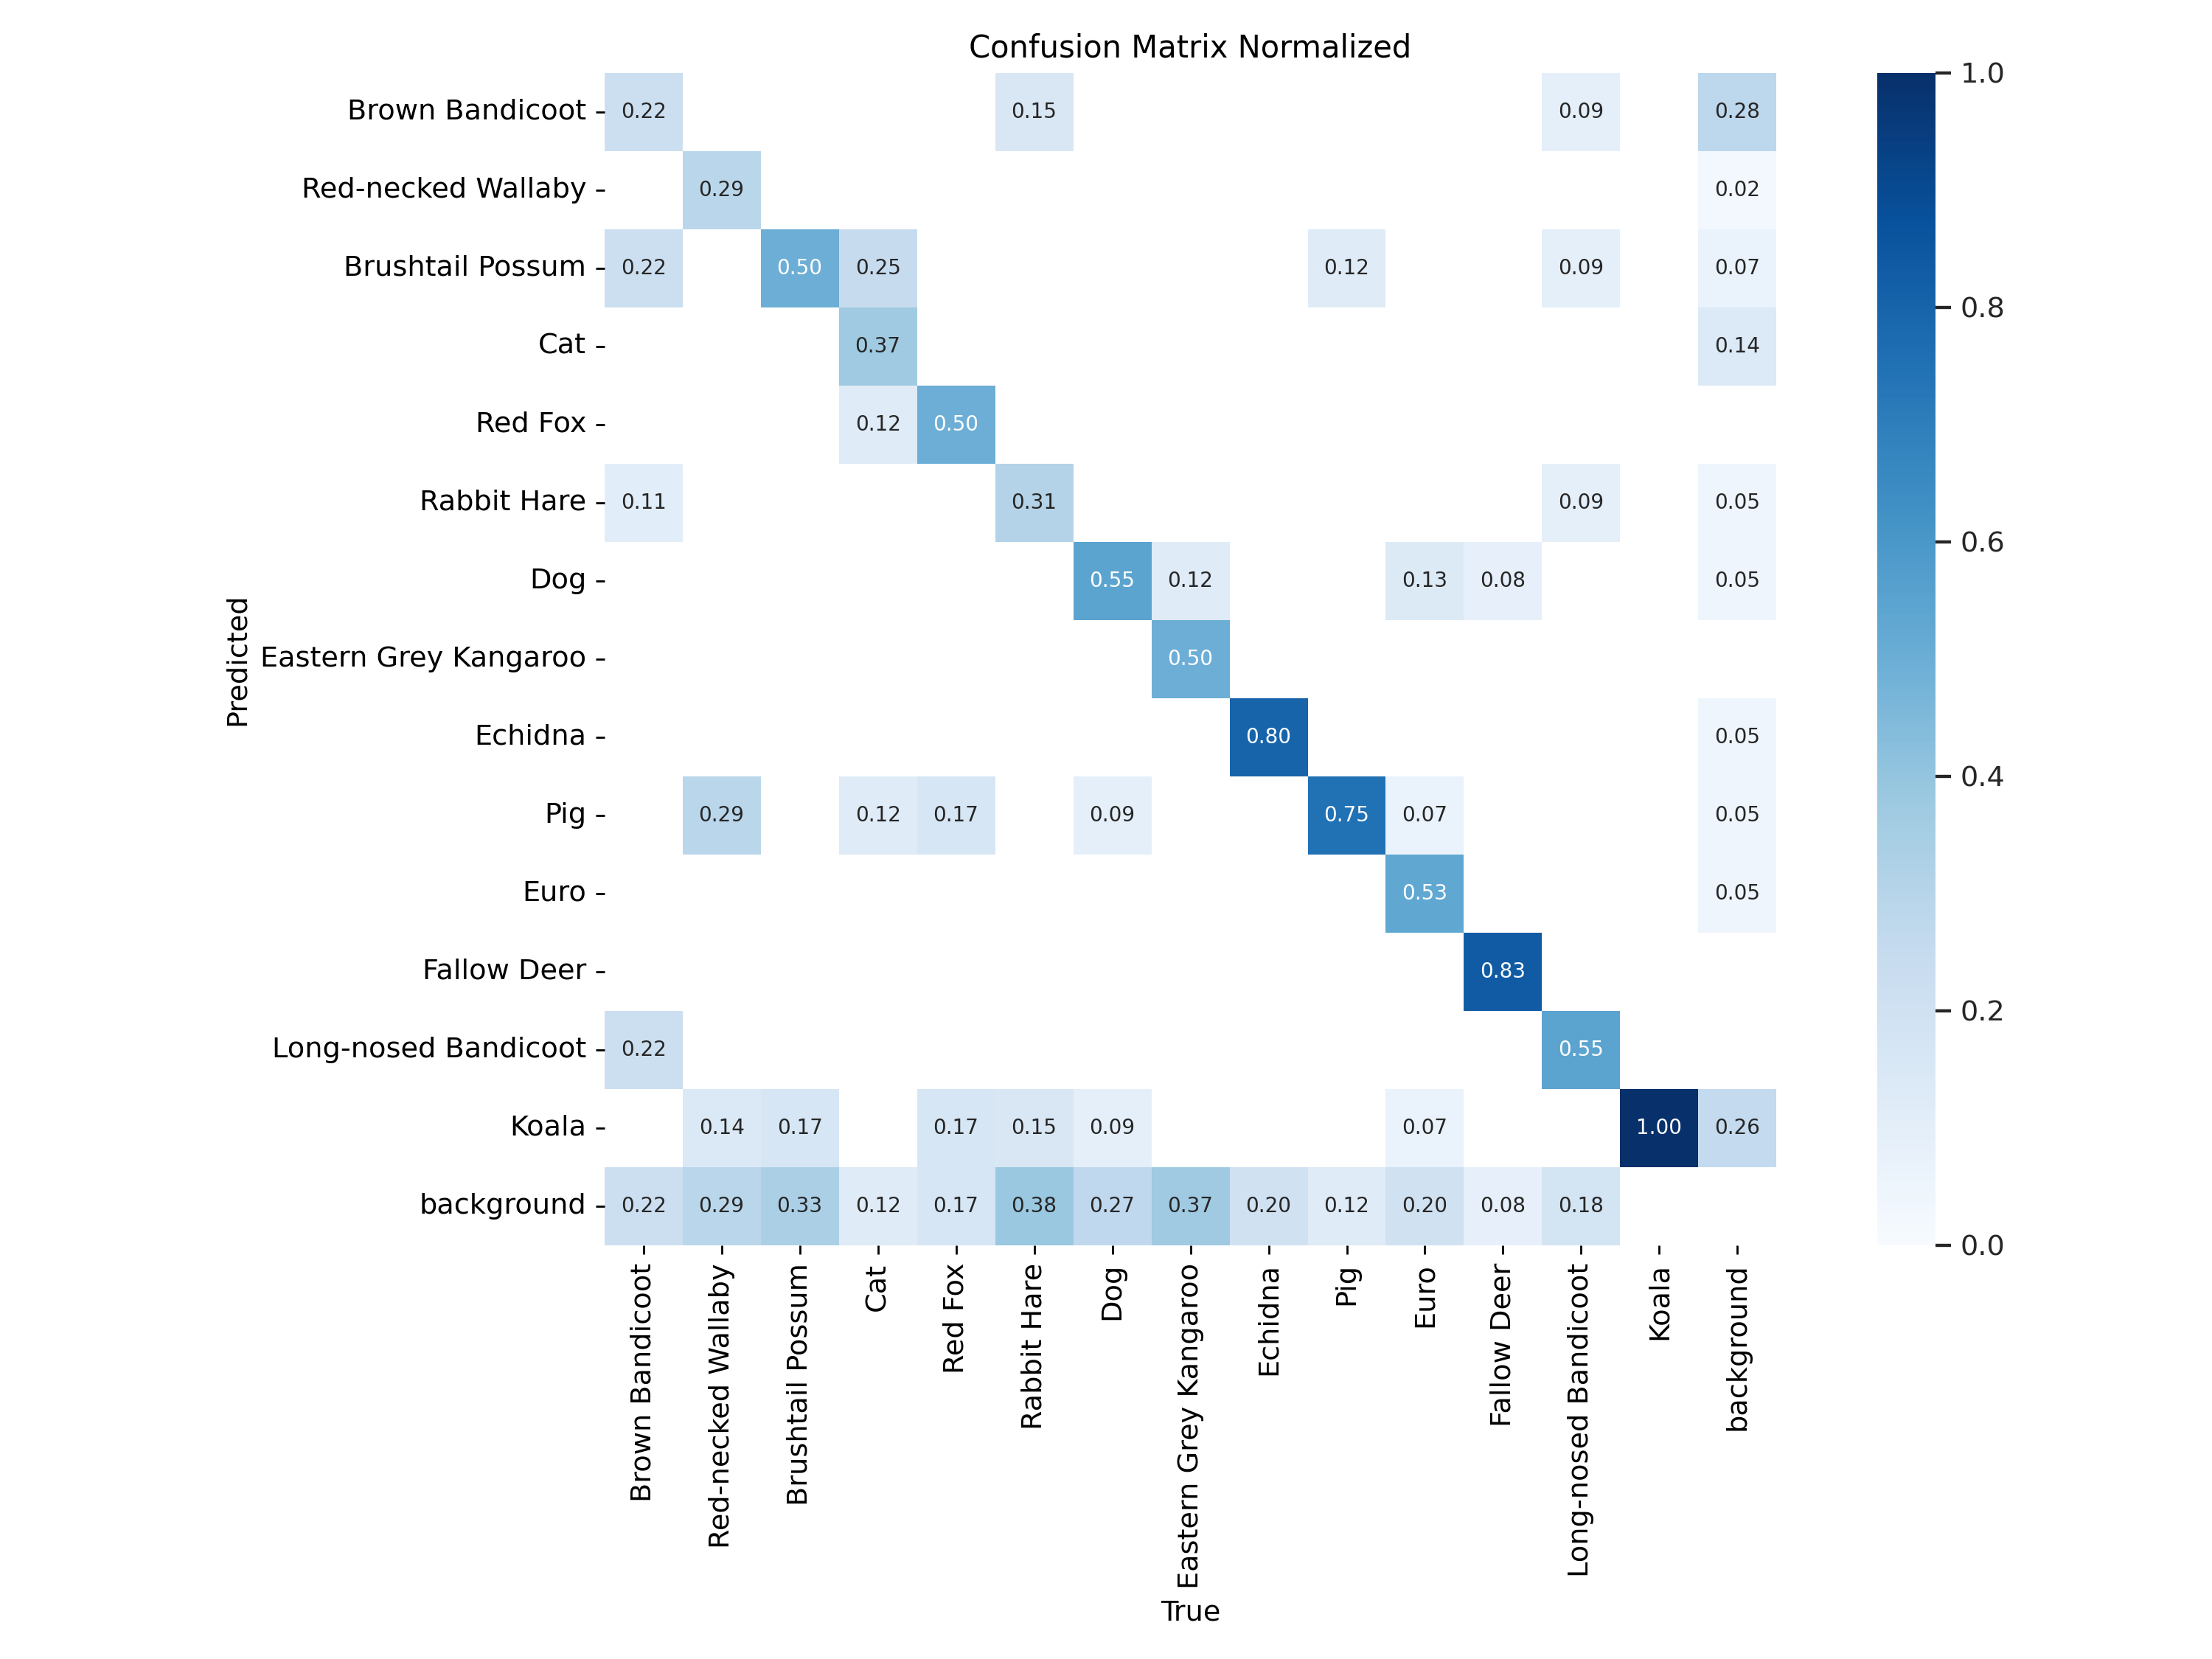 Confusion Matrix Normalized
Brown Bandicoot 0.22 0.15 0.09 0.28
Red-necked Wallaby 0.29 0.02
Brushtail Possum 0.22 0.50 0.25 0.12 0.09 0.07
Cat 0.37 0.14
Red Fox 0.12 0.50
Rabbit Hare 0.11 0.31 0.09 0.05
Dog 0.55 0.12 0.13 0.08 0.05
Eastern Grey Kangaroo 0.50
Echidna 0.80 0.05
Pig 0.29 0.12 0.17 0.09 0.75 0.07 0.05
Euro 0.53 0.05
Fallow Deer 0.83
Long-nosed Bandicoot 0.22 0.55
Koala 0.14 0.17 0.17 0.15 0.09 0.07 1.00 0.26
background 0.22 0.29 0.33 0.12 0.17 0.38 0.27 0.37 0.20 0.12 0.20 0.08 0.18
Predicted
Brown Bandicoot
Red-necked Wallaby
Brushtail Possum
Cat
Red Fox
Rabbit Hare
Dog
Eastern Grey Kangaroo
Echidna
Pig
Euro
Fallow Deer
Long-nosed Bandicoot
Koala
background
True
1.0
0.8
0.6
0.4
0.2
0.0